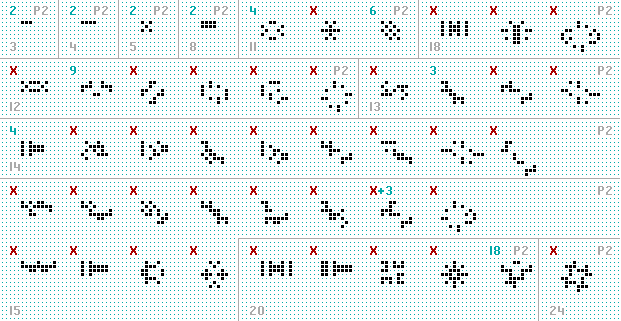 2 P2 2 P2 2 P2 2 P2 4 X 6 P2 X X X P2
3 4 5 8 11 18
X 9 X X X X P2 X 3 X X P2
12 13
4 X X X X X X X X P2
14
X X X X X X X+3 X P2
X X X X X X X X 18 P2 X P2
15 20 24